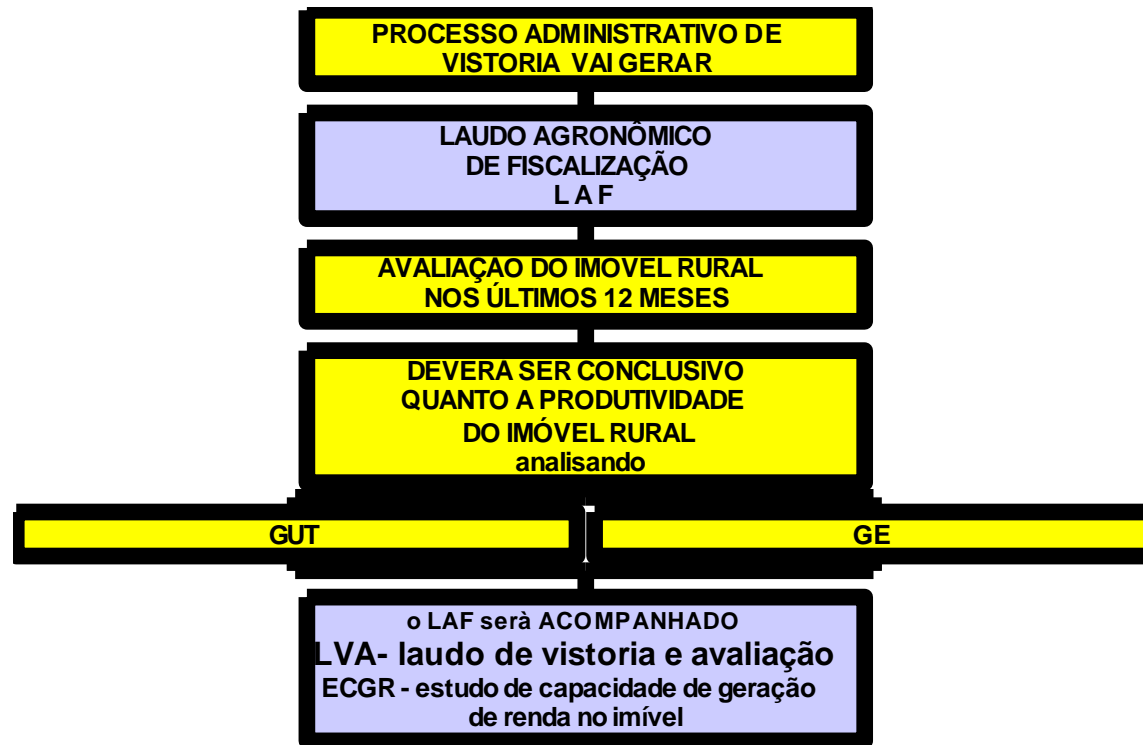 PROCESSO ADMINISTRATIVO DE
VISTORIA VAI GERAR
LAUDO AGRONÔMICO
DE FISCALIZAÇÃO
L A F
AVALIAÇAO DO IMOVEL RURAL
NOS ÚLTIMOS 12 MESES
DEVERA SER CONCLUSIVO
QUANTO A PRODUTIVIDADE
DO IMÓVEL RURAL
analisando
GUT
GE
o LAF serà ACOMPANHADO
LVA- laudo de vistoria e avaliação
ECGR - estudo de capacidade de geração
de renda no imível